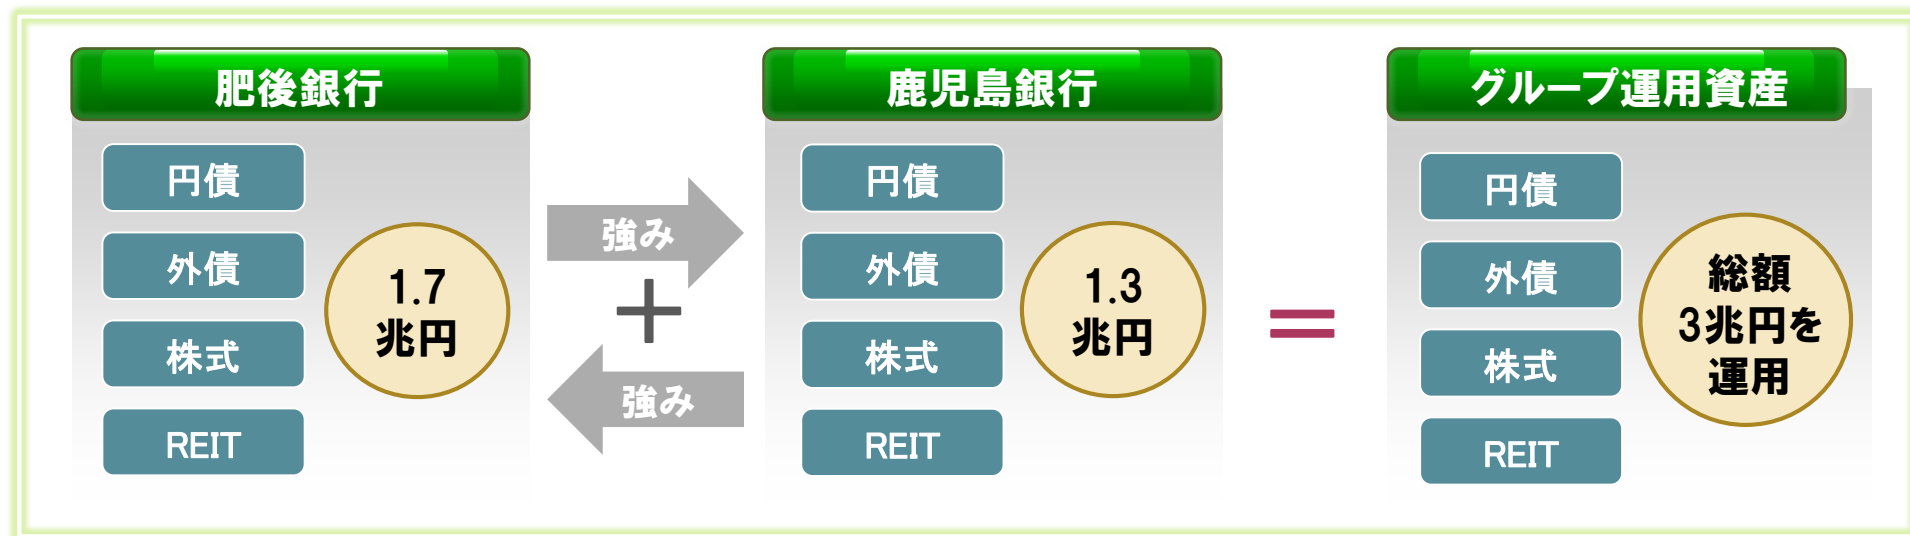 肥後銀行
円債
外債
株式
REIT
1.7
兆円
強み
＋
強み
鹿児島銀行
円債
外債
株式
REIT
1.3
兆円
＝
グループ運用資産
円債
外債
株式
REIT
総額
3兆円を
運用